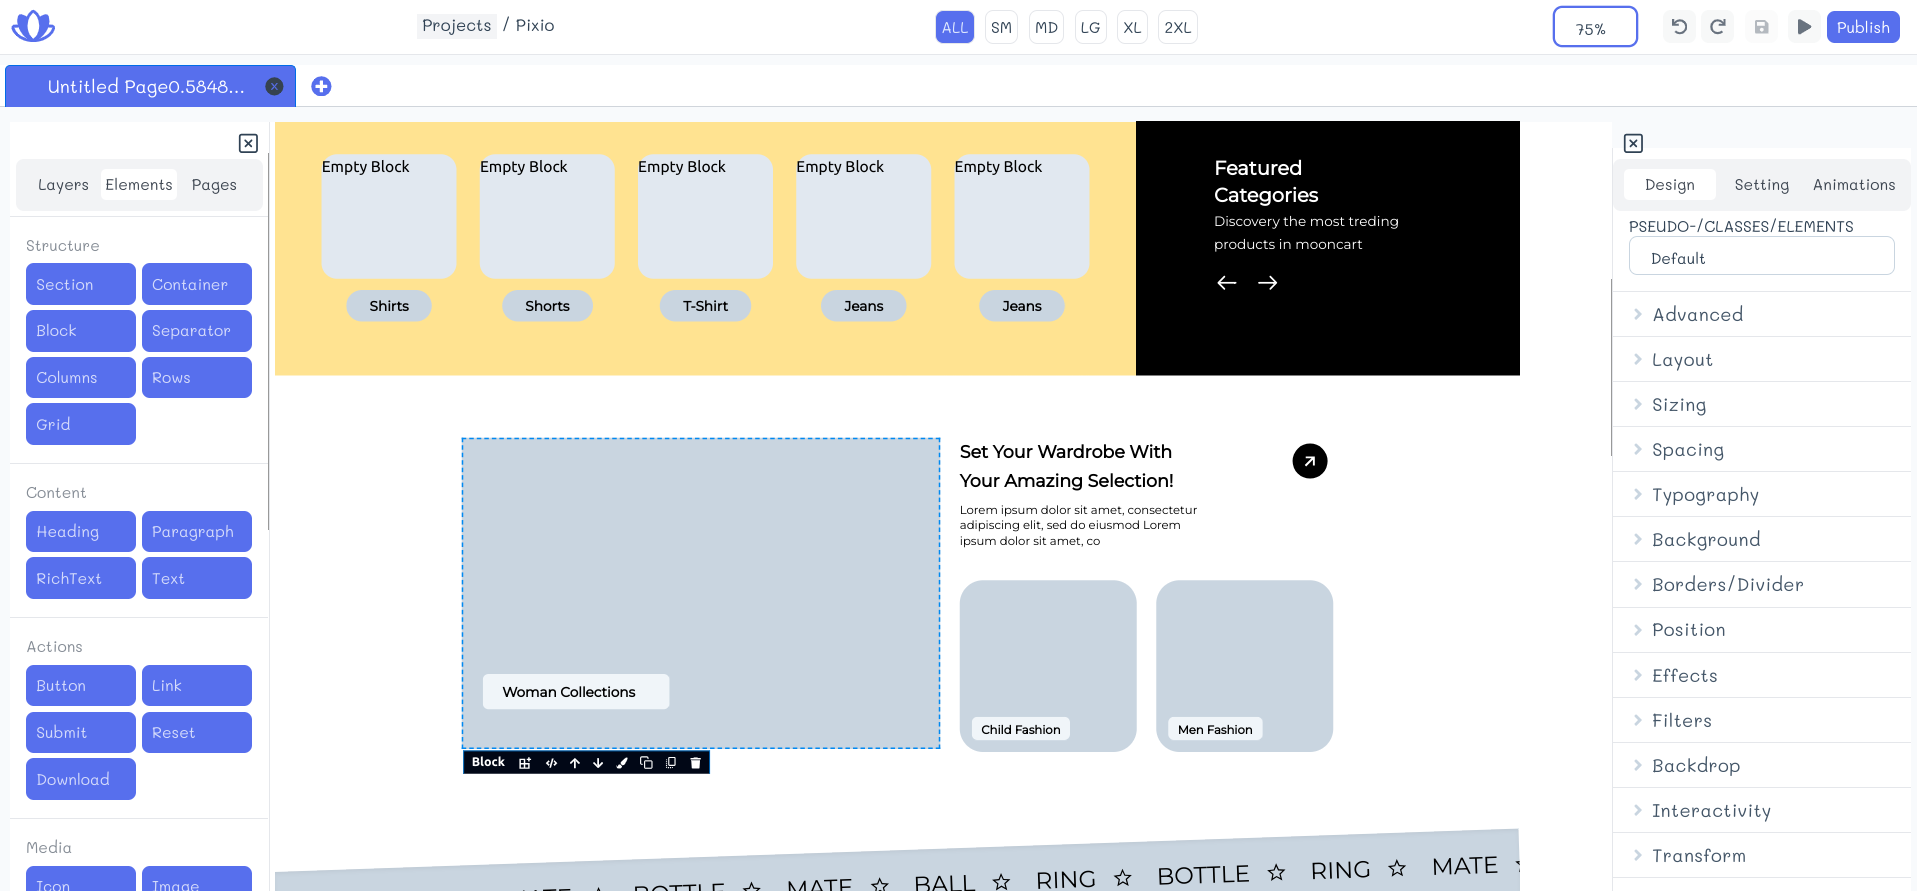 Projects / Pixio
ALL SM MD LG XL 2XL
75%
Publish
Untitled Page0.5848...
Layers Elements Pages
Structure
Section Container
Block Separator
Columns Rows
Grid
Content
Heading Paragraph
RichText Text
Actions
Button Link
Submit Reset
Download
Media
Icon Image
Empty Block Empty Block Empty Block Empty Block Empty Block
Shirts Shorts T-Shirt Jeans Jeans
Featured
Categories
Discovery the most treding
products in mooncart
Woman Collections
Block
Set Your Wardrobe With
Your Amazing Selection!
Lorem ipsum dolor sit amet, consectetur
adipiscing elit, sed do eiusmod Lorem
ipsum dolor sit amet, co
Child Fashion Men Fashion
BOTTLE MATE BALL RING BOTTLE RING MATE
Design Setting Animations
PSEUDO-/CLASSES/ELEMENTS
Default
Advanced
Layout
Sizing
Spacing
Typography
Background
Borders/Divider
Position
Effects
Filters
Backdrop
Interactivity
Transform